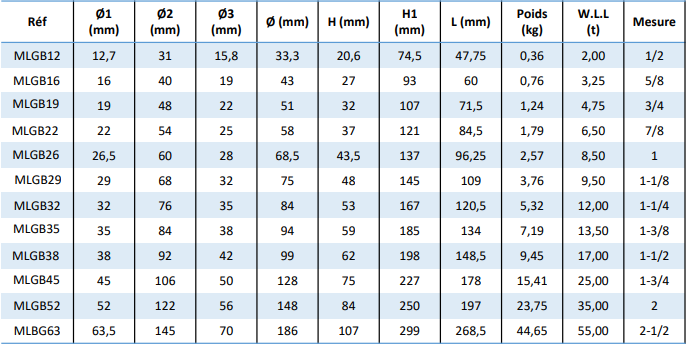 Réf Ø1 (mm) Ø2 (mm) Ø3 (mm) Ø (mm) H (mm) H1 (mm) L (mm) Poids (kg) W.L.L (t) Mesure
MLGB12 12,7 31 15,8 33,3 20,6 74,5 47,75 0,36 2,00 1/2
MLGB16 16 40 19 43 27 93 60 0,76 3,25 5/8
MLGB19 19 48 22 51 32 107 71,5 1,24 4,75 3/4
MLGB22 22 54 25 58 37 121 84,5 1,79 6,50 7/8
MLGB26 26,5 60 28 68,5 43,5 137 96,25 2,57 8,50 1
MLGB29 29 68 32 75 48 145 109 3,76 9,50 1-1/8
MLGB32 32 76 35 84 53 167 120,5 5,32 12,00 1-1/4
MLGB35 35 84 38 94 59 185 134 7,19 13,50 1-3/8
MLGB38 38 92 42 99 62 198 148,5 9,45 17,00 1-1/2
MLGB45 45 106 50 128 75 227 178 15,41 25,00 1-3/4
MLGB52 52 122 56 148 84 250 197 23,75 35,00 2
MLBG63 63,5 145 70 186 107 299 268,5 44,65 55,00 2-1/2